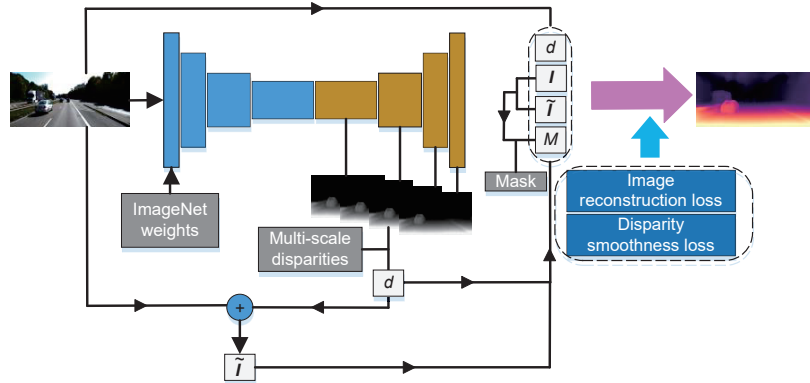 d
I
Ĩ
M
Mask
Image
reconstruction loss
Disparity
smoothness loss
ImageNet
weights
Multi-scale
disparities
d
+
Ĩ